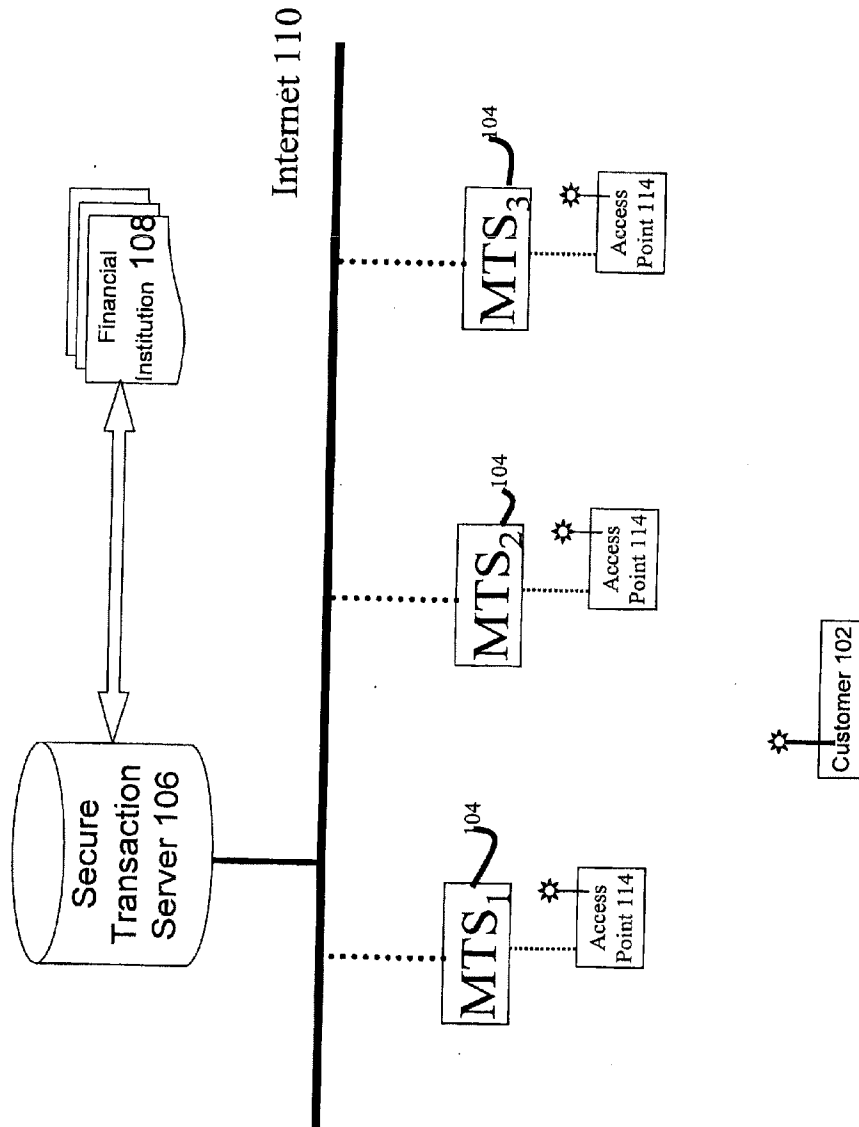 Secure
Transaction
Server 106
Financial
Institution 108
Internet 110
MTS1
104
Access
Point 114
MTS2
104
Access
Point 114
MTS3
104
Access
Point 114
Customer 102